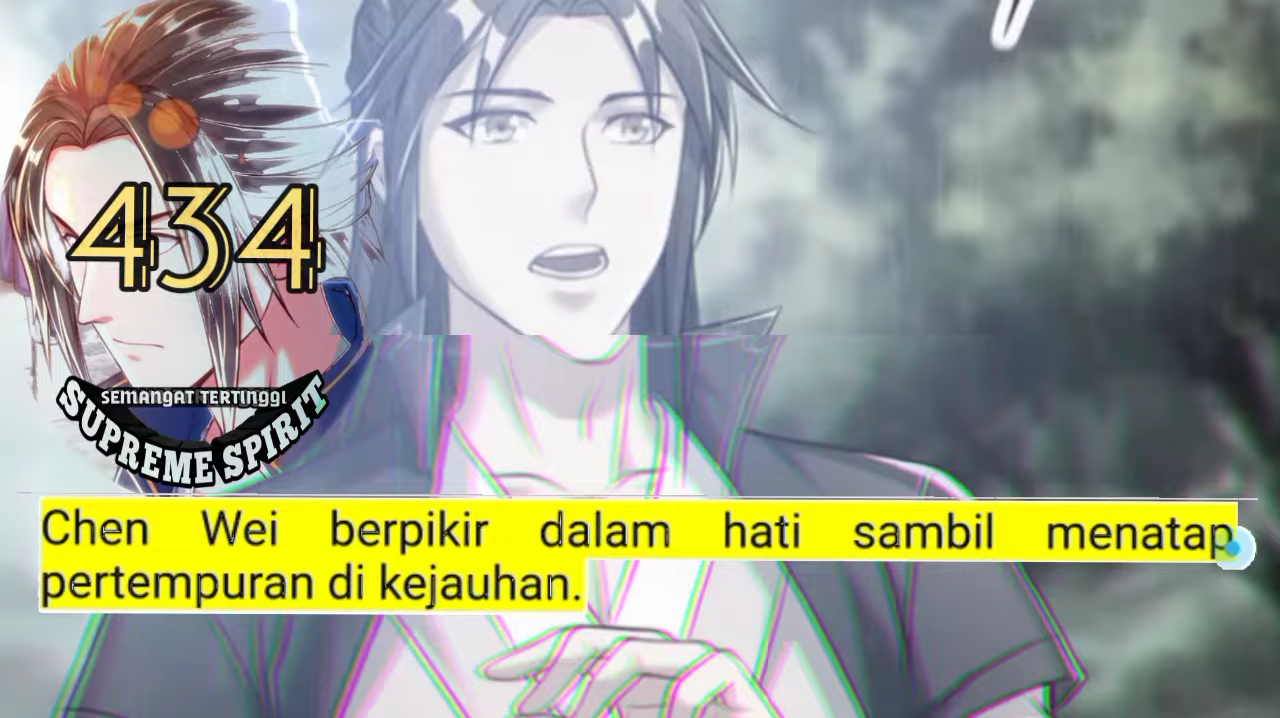 434
SEMANGAT TERTINGGI
SUPREME SPIRIT
Chen Wei berpikir dalam hati sambil menatap
pertempuran di kejauhan.